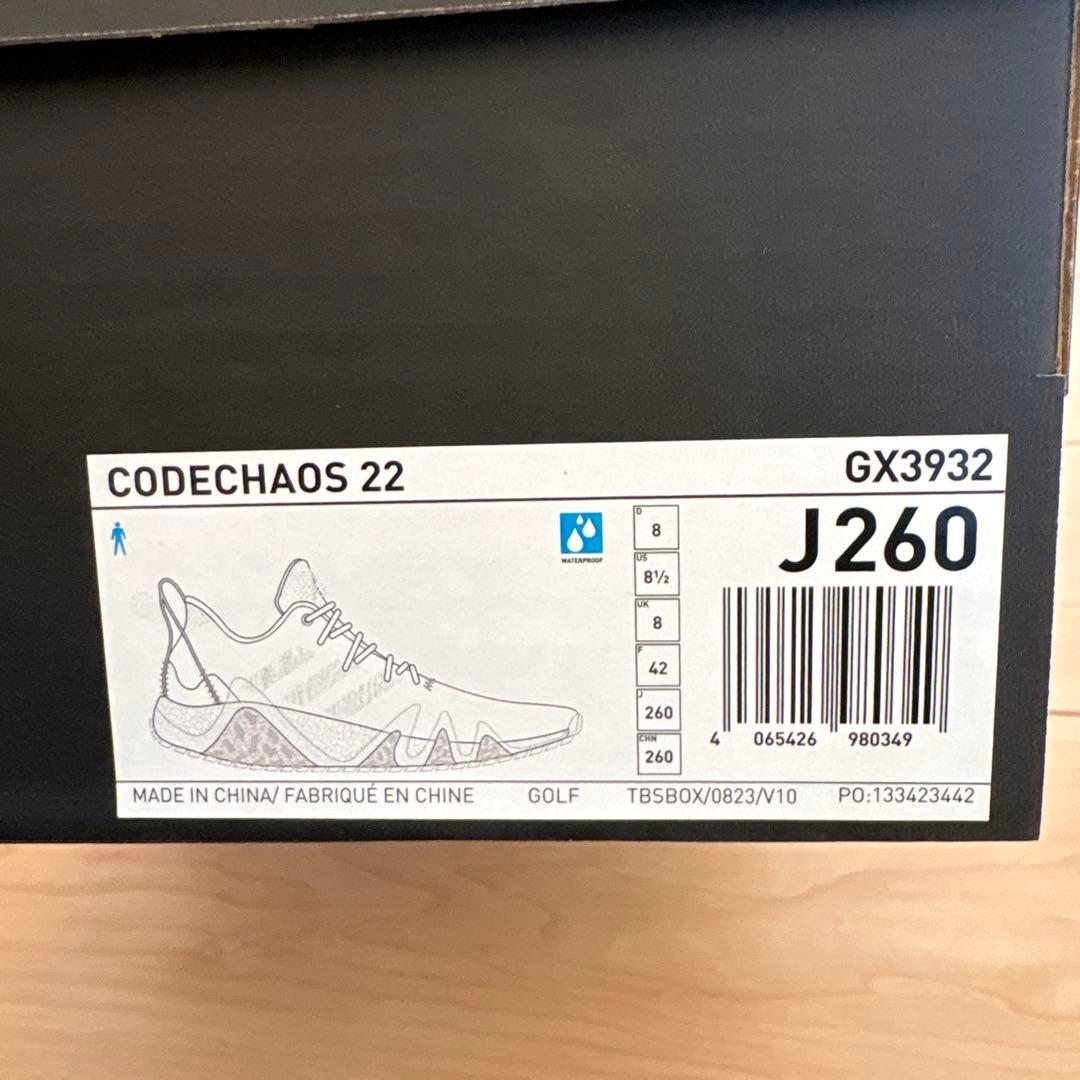 CODECHAOS 22
GX3932
WATERPROOF
D
8
US
8½
UK
8
F
42
J
260
CHN
260
J260
4 065426 980349
MADE IN CHINA/ FABRIQUÉ EN CHINE GOLF TBSBOX/0823/V10 PO:133423442